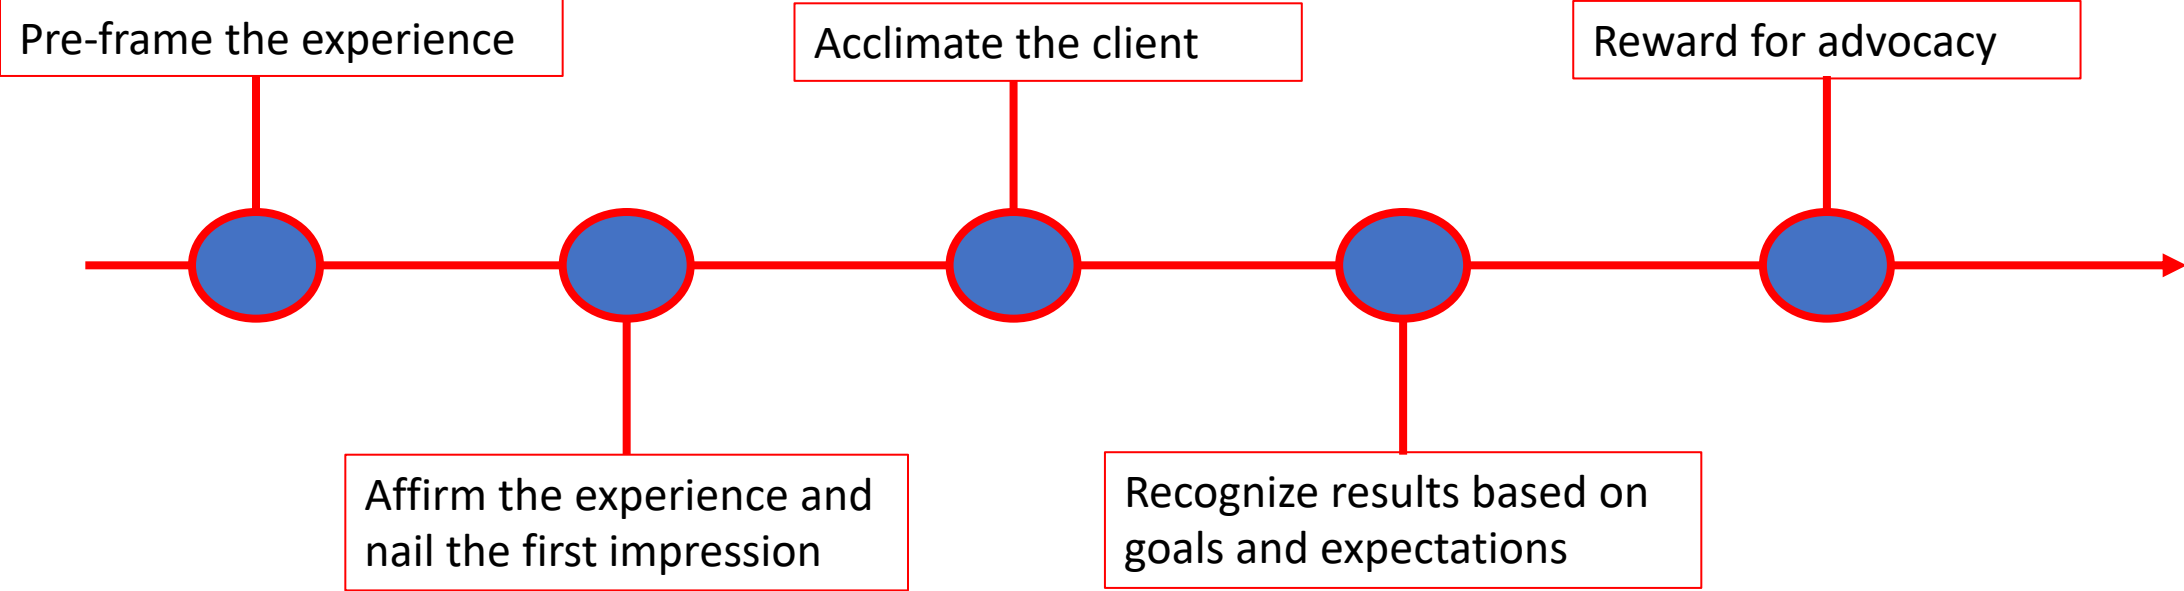 Pre-frame the experience
Acclimate the client
Reward for advocacy
Affirm the experience and
nail the first impression
Recognize results based on
goals and expectations